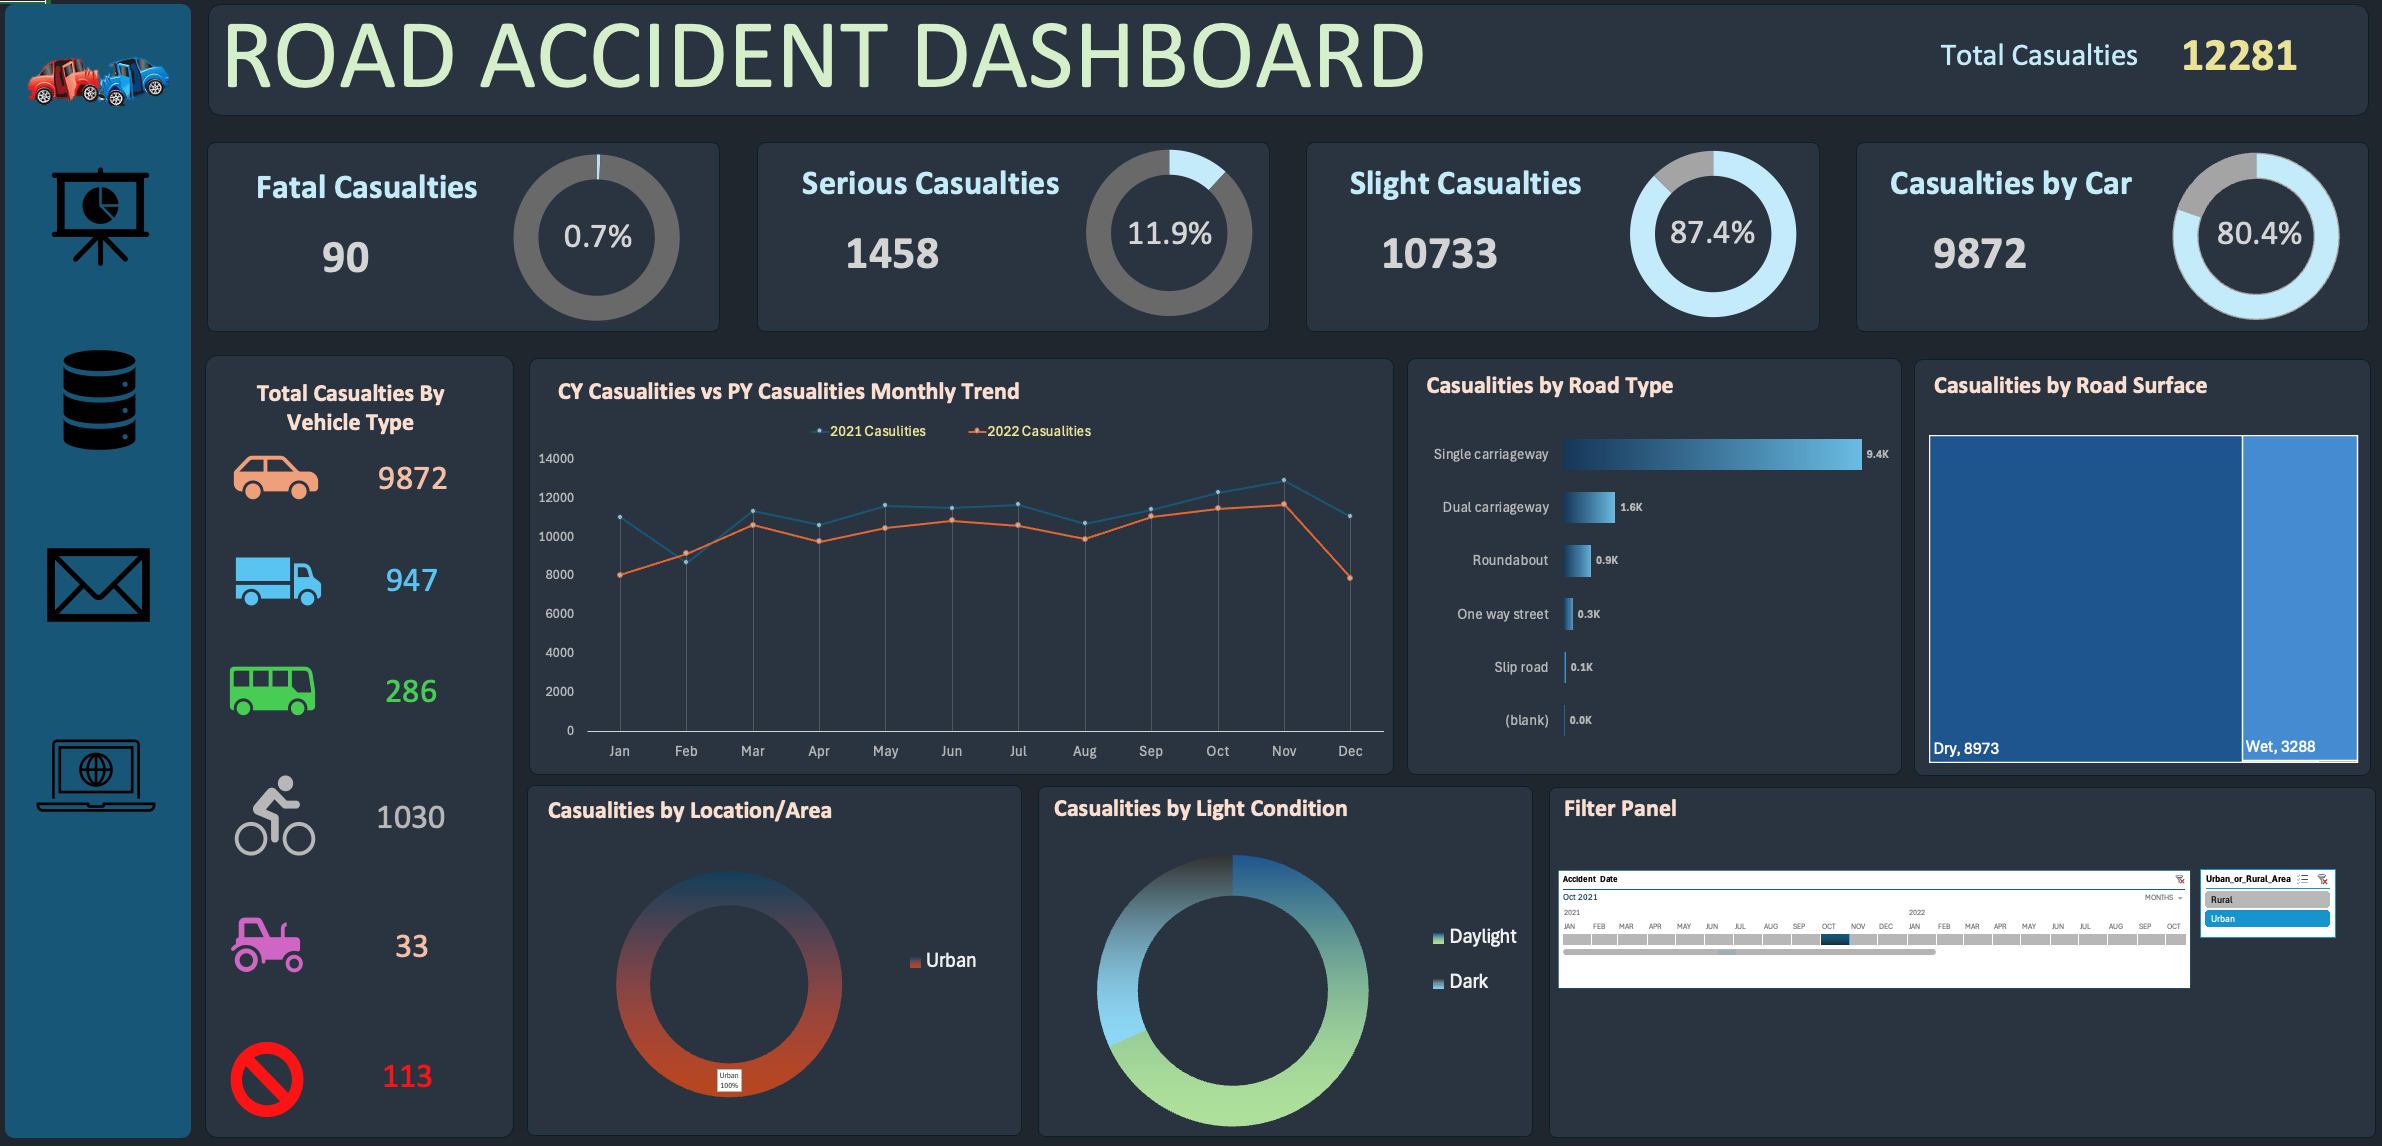 ROAD ACCIDENT DASHBOARD
Total Casualties 12281
Fatal Casualties
90
0.7%
Serious Casualties
1458
11.9%
Slight Casualties
10733
87.4%
Casualties by Car
9872
80.4%
Total Casualties By
Vehicle Type
9872
947
286
1030
33
113
CY Casualities vs PY Casualities Monthly Trend
2021 Casulities 2022 Casualities
14000
12000
10000
8000
6000
4000
2000
0
Jan Feb Mar Apr May Jun Jul Aug Sep Oct Nov Dec
Casualities by Road Type
Single carriageway 9.4K
Dual carriageway 1.6K
Roundabout 0.9K
One way street 0.3K
Slip road 0.1K
(blank) 0.0K
Casualities by Road Surface
Dry, 8973
Wet, 3288
Casualities by Location/Area
Urban
Urban
100%
Casualities by Light Condition
Daylight
Dark
Filter Panel
Accident Date
Oct 2021
MONTHS
2021 2022
JAN FEB MAR APR MAY JUN JUL AUG SEP OCT NOV DEC JAN FEB MAR APR MAY JUN JUL AUG SEP OCT
Urban_or_Rural_Area
Rural
Urban